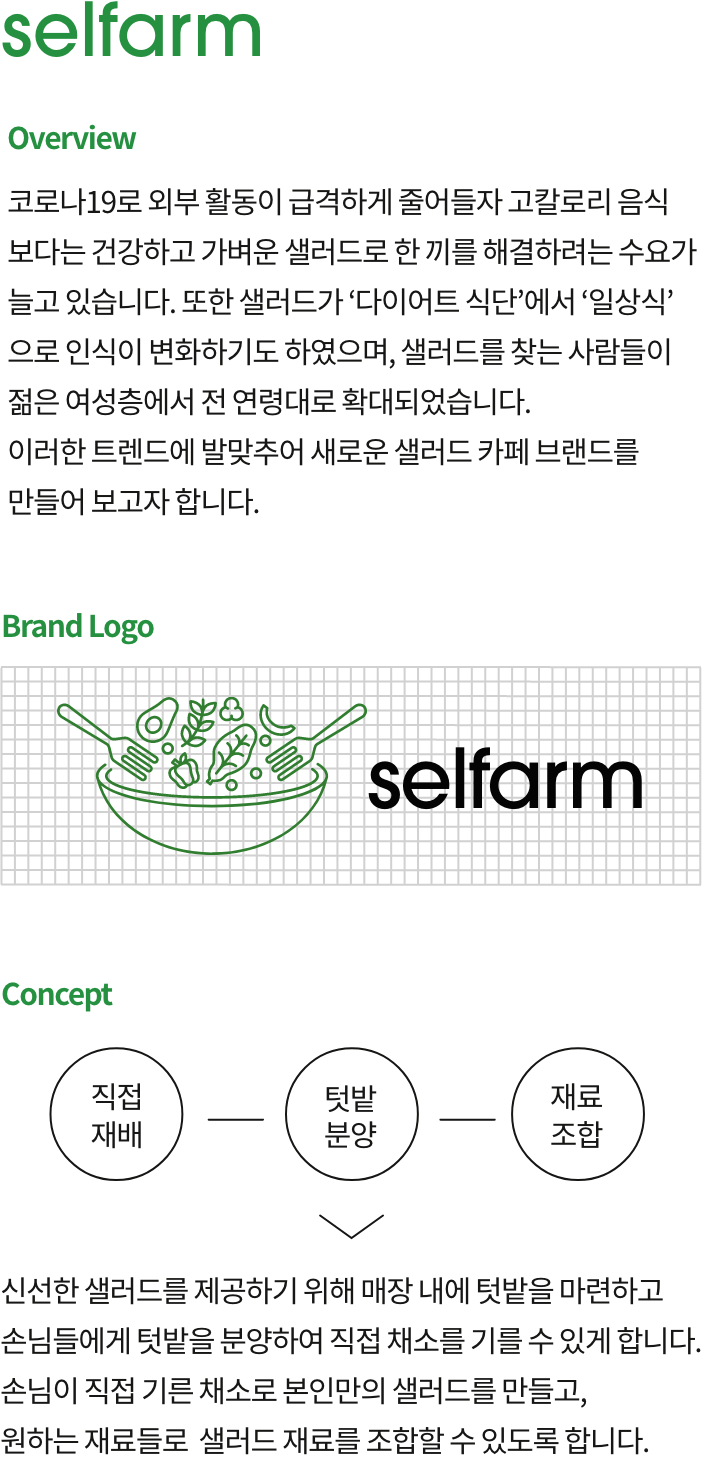 selfarm
Overview
코로나19로 외부 활동이 급격하게 줄어들자 고칼로리 음식
보다는 건강하고 가벼운 샐러드로 한 끼를 해결하려는 수요가
늘고 있습니다. 또한 샐러드가 ‘다이어트 식단’에서 ‘일상식’
으로 인식이 변화하기도 하였으며, 샐러드를 찾는 사람들이
젊은 여성층에서 전 연령대로 확대되었습니다.
이러한 트렌드에 발맞추어 새로운 샐러드 카페 브랜드를
만들어 보고자 합니다.
Brand Logo
selfarm
Concept
직접
재배
텃밭
분양
재료
조합
신선한 샐러드를 제공하기 위해 매장 내에 텃밭을 마련하고
손님들에게 텃밭을 분양하여 직접 채소를 기를 수 있게 합니다.
손님이 직접 기른 채소로 본인만의 샐러드를 만들고,
원하는 재료들로 샐러드 재료를 조합할 수 있도록 합니다.